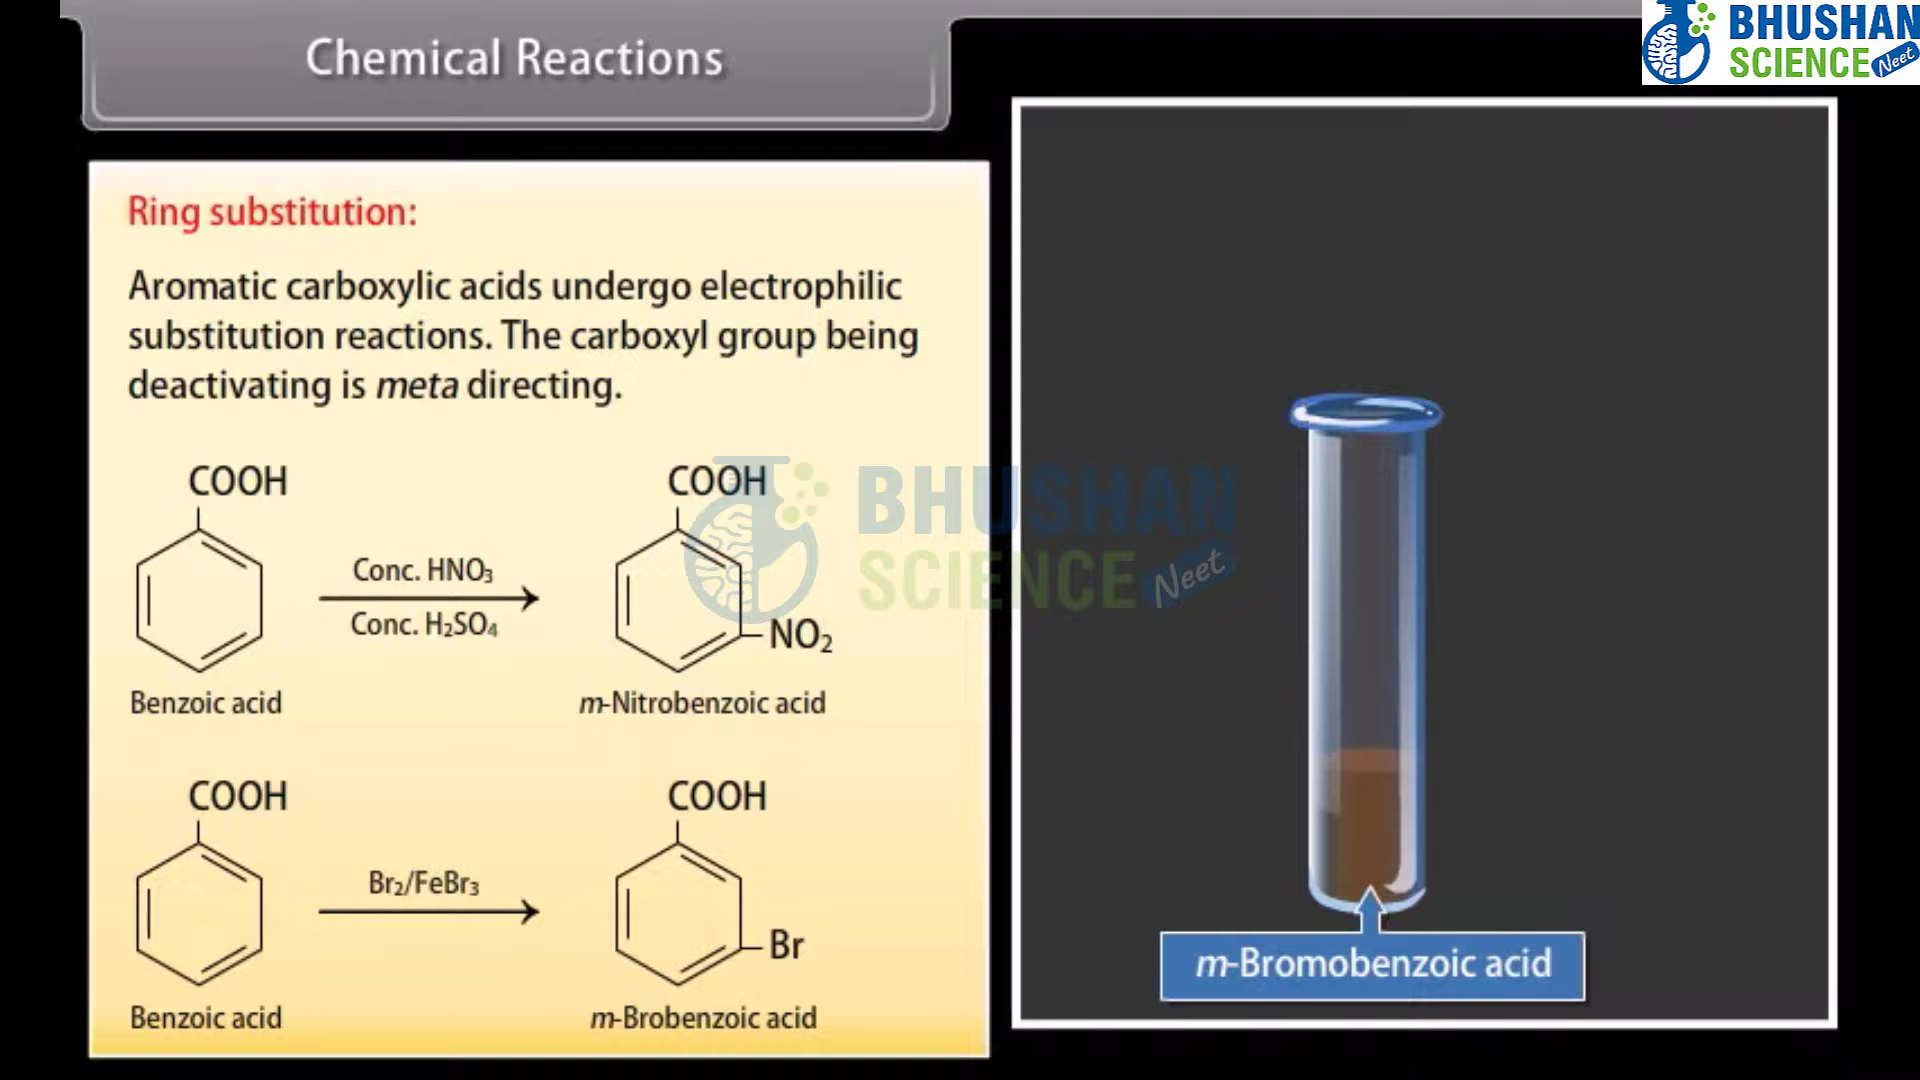 Chemical Reactions
BHUSHAN
SCIENCE Neet
Ring substitution:
Aromatic carboxylic acids undergo electrophilic
substitution reactions. The carboxyl group being
deactivating is meta directing.
COOH
COOH
BHUSHAN
SCIENCE Neet
Conc. HNO₃
Conc. H₂SO₄
NO₂
Benzoic acid
m-Nitrobenzoic acid
COOH
COOH
Br₂/FeBr₃
Br
Benzoic acid
m-Brobenzoic acid
m-Bromobenzoic acid